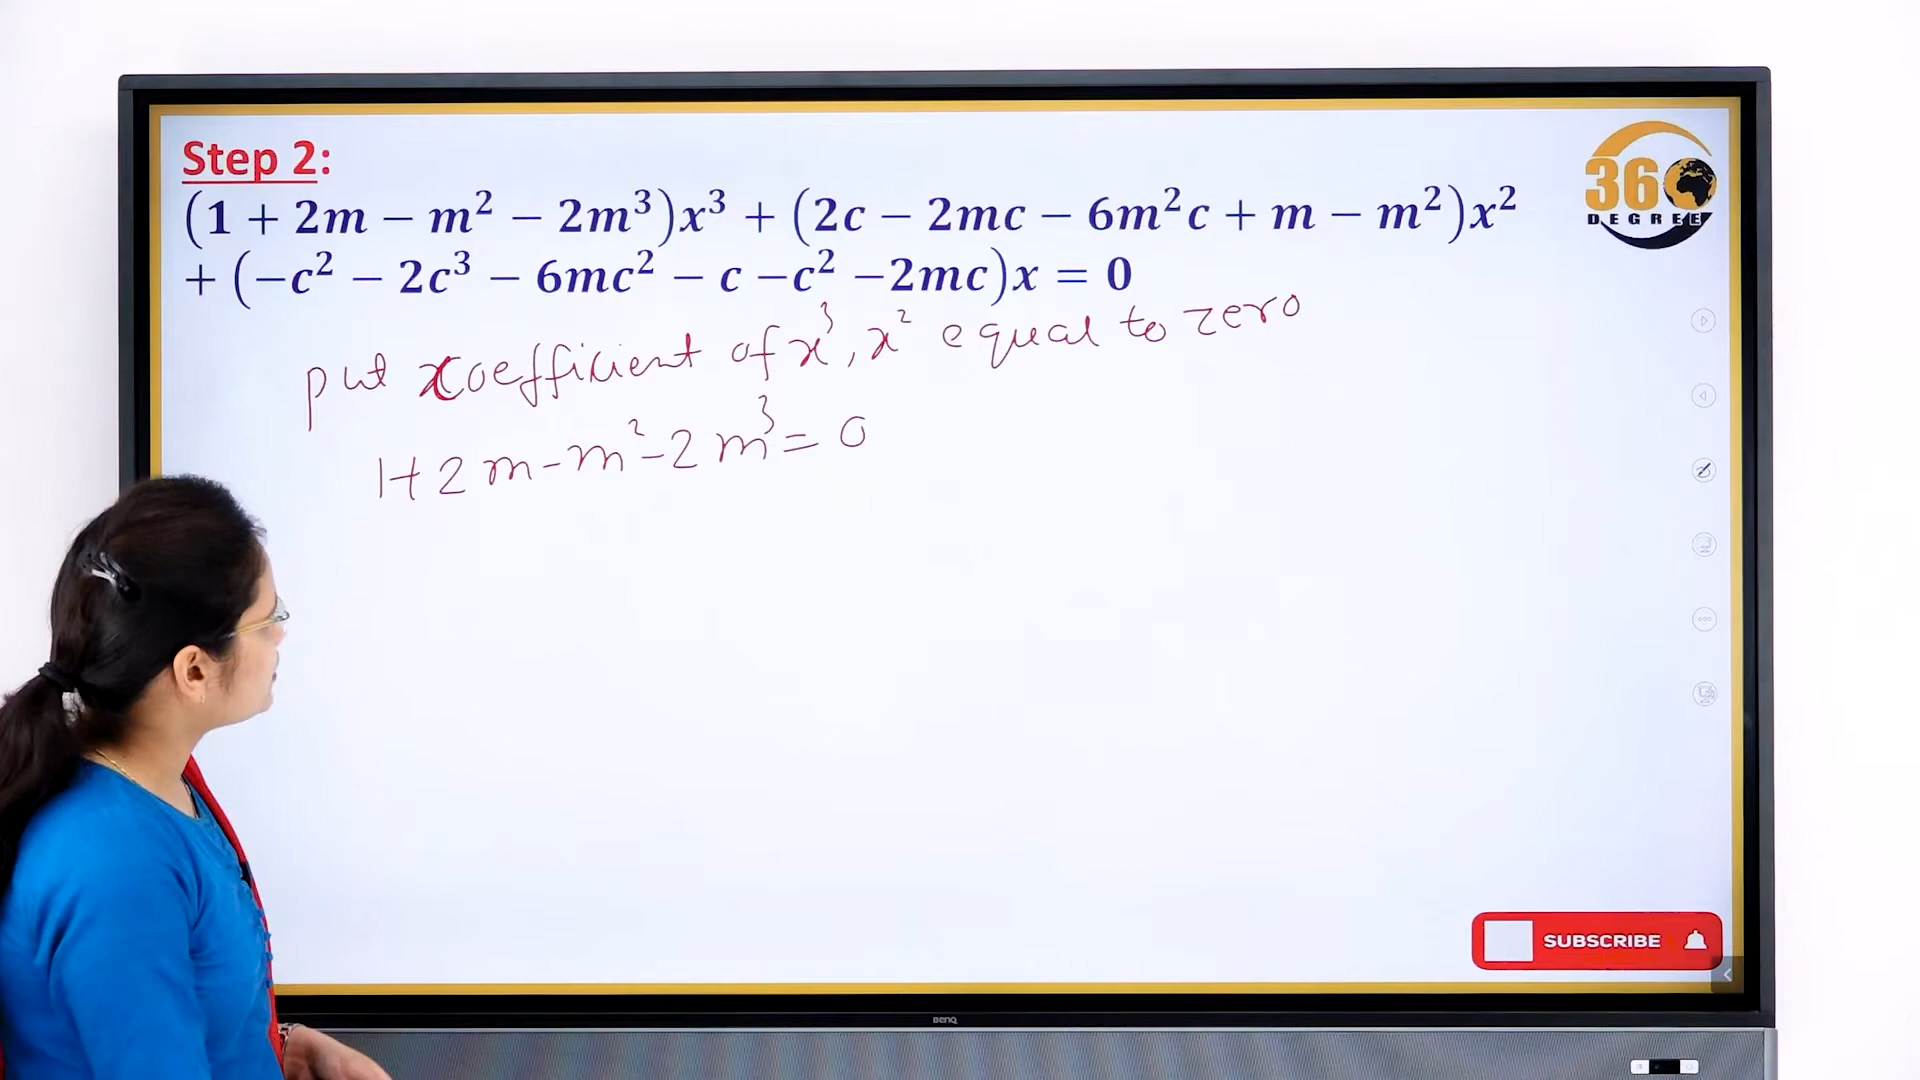 Step 2:
(1 + 2m − m² − 2m³)x³ + (2c − 2mc − 6m²c + m − m²)x²
+ (−c² − 2c³ − 6mc² − c −c² −2mc)x = 0
put coefficient of x³, x² equal to zero
1+2m-m²-2m³=0
360
DEGREE
SUBSCRIBE
BenQ